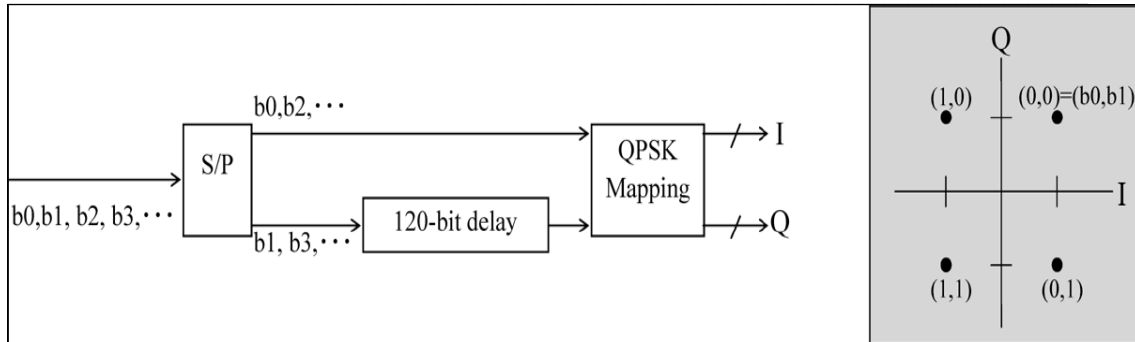 b0,b2,···
S/P
QPSK
Mapping
I
b0,b1, b2, b3,···
b1, b3,···
120-bit delay
Q
Q
(1,0)
(0,0)=(b0,b1)
I
(1,1)
(0,1)